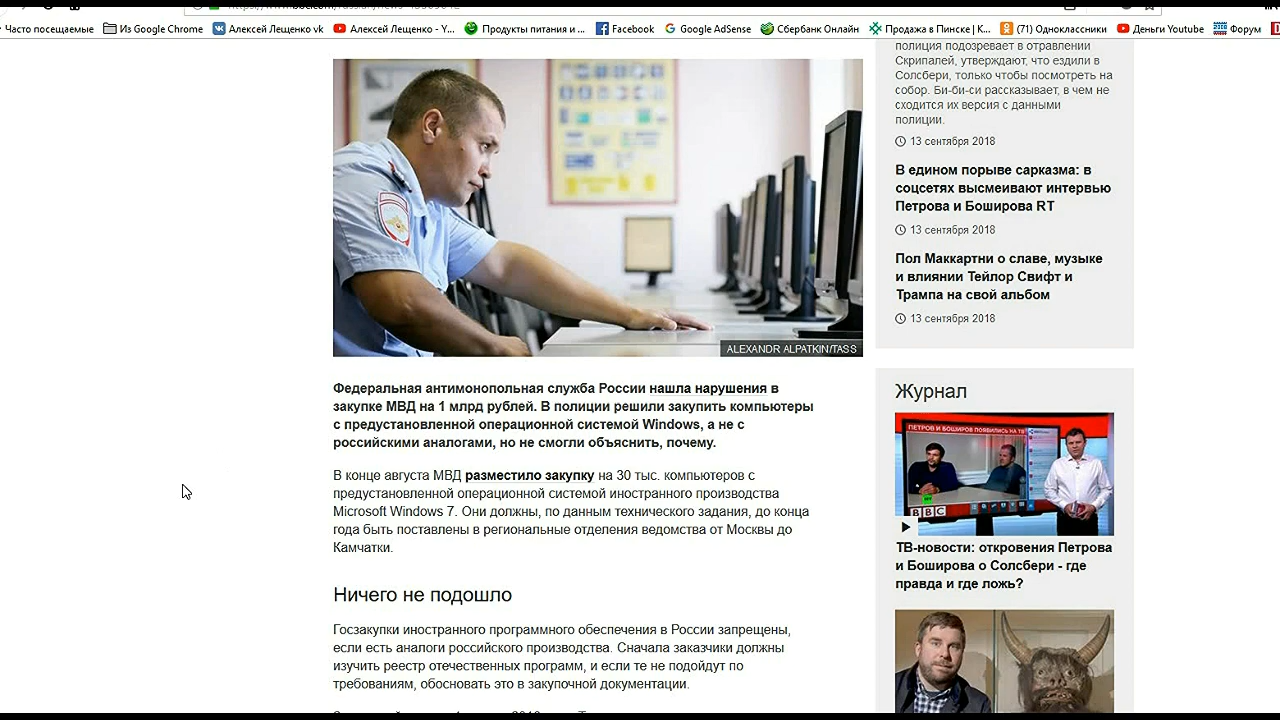 Часто посещаемые
Из Google Chrome
Алексей Лещенко vk
Алексей Лещенко - Y...
Продукты питания и ...
Facebook
Google AdSense
Сбербанк Онлайн
Продажа в Пинске | К...
(71) Одноклассники
Деньги Youtube
Форум
ALEXANDR ALPATKIN/TASS
Федеральная антимонопольная служба России нашла нарушения в
закупке МВД на 1 млрд рублей. В полиции решили закупить компьютеры
с предустановленной операционной системой Windows, а не с
российскими аналогами, но не смогли объяснить, почему.
В конце августа МВД разместило закупку на 30 тыс. компьютеров с
предустановленной операционной системой иностранного производства
Microsoft Windows 7. Они должны, по данным технического задания, до конца
года быть поставлены в региональные отделения ведомства от Москвы до
Камчатки.
Ничего не подошло
Госзакупки иностранного программного обеспечения в России запрещены,
если есть аналоги российского производства. Сначала заказчики должны
изучить реестр отечественных программ, и если те не подойдут по
требованиям, обосновать это в закупочной документации.
полиция подозревает в отравлении
Скрипалей, утверждают, что ездили в
Солсбери, только чтобы посмотреть на
собор. Би-би-си рассказывает, в чем не
сходится их версия с данными
полиции.
13 сентября 2018
В едином порыве сарказма: в
соцсетях высмеивают интервью
Петрова и Боширова RT
13 сентября 2018
Пол Маккартни о славе, музыке
и влиянии Тейлор Свифт и
Трампа на свой альбом
13 сентября 2018
Журнал
ПЕТРОВ И БОШИРОВ ПОЯВИЛИСЬ НА ТВ
BBC
ТВ-новости: откровения Петрова
и Боширова о Солсбери - где
правда и где ложь?